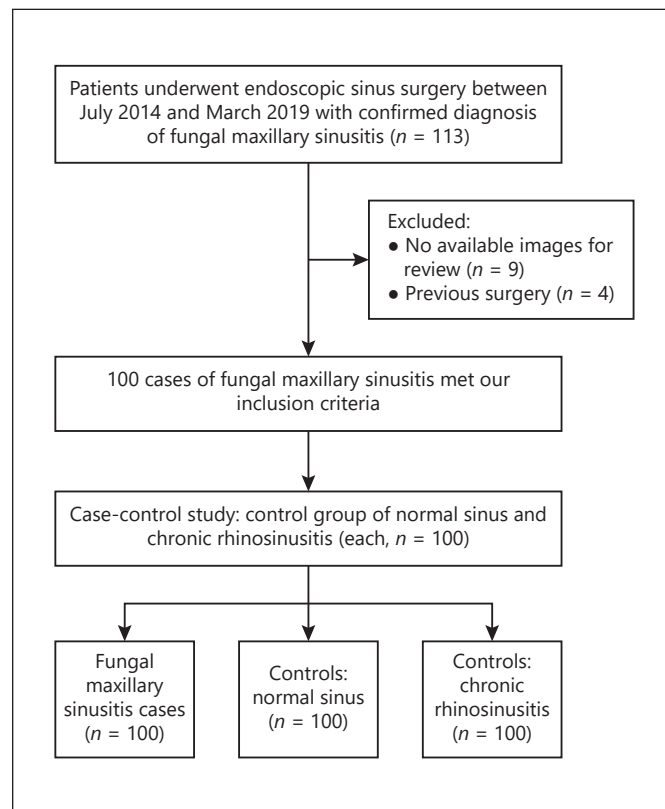 Patients underwent endoscopic sinus surgery between
July 2014 and March 2019 with confirmed diagnosis
of fungal maxillary sinusitis (n = 113)
Excluded:
● No available images for
review (n = 9)
● Previous surgery (n = 4)
100 cases of fungal maxillary sinusitis met our
inclusion criteria
Case-control study: control group of normal sinus and
chronic rhinosinusitis (each, n = 100)
Fungal
maxillary
sinusitis cases
(n = 100)
Controls:
normal sinus
(n = 100)
Controls:
chronic
rhinosinusitis
(n = 100)